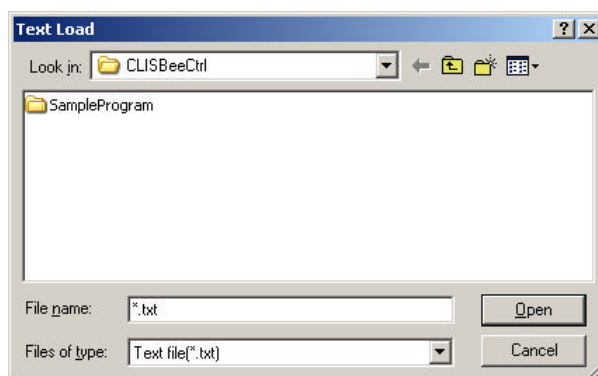 Text Load
Look in: CLISBeeCtrl
SampleProgram
File name: *.txt Open
Files of type: Text file(*.txt) Cancel